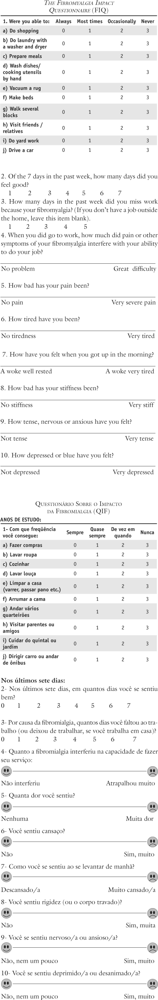 THE FIBROMYALGIA IMPACT
QUESTIONNAIRE (FIQ)
1. Were you able to: Always Most times Occasionally Never
a) Do shopping 0 1 2 3
b) Do laundry with
a washer and dryer 0 1 2 3
c) Prepare meals 0 1 2 3
d) Wash dishes/
cooking utensils 0 1 2 3
by hand
e) Vacuum a rug 0 1 2 3
f) Make beds 0 1 2 3
g) Walk several
blocks 0 1 2 3
h) Visit friends /
relatives 0 1 2 3
i) Do yard work 0 1 2 3
j) Drive a car 0 1 2 3
2. Of the 7 days in the past week, how many days did you
feel good?
1 2 3 4 5 6 7
3. How many days in the past week did you miss work
because your fibromyalgia? (If you don't have a job outside
the home, leave this item blank).
1 2 3 4 5
4. When you did go to work, how much did pain or other
symptoms of your fibromyalgia interfere with your ability
to do your job?
No problem Great difficulty
5. How bad has your pain been?
No pain Very severe pain
6. How tired have you been?
No tiredness Very tired
7. How have you felt when you got up in the morning?
A woke well rested A woke very tired
8. How bad has your stiffness been?
No stiffness Very stiff
9. How tense, nervous or anxious have you felt?
Not tense Very tense
10. How depressed or blue have you felt?
Not depressed Very depressed
QUESTIONÁRIO SOBRE O IMPACTO
DA FIBROMIALGIA (QIF)
ANOS DE ESTUDO:
1- Com que freqüência você consegue: Sempre Quase sempre De vez em quando Nunca
a) Fazer compras 0 1 2 3
b) Lavar roupa 0 1 2 3
c) Cozinhar 0 1 2 3
d) Lavar louça 0 1 2 3
e) Limpar a casa
(varrer, passar pano etc.) 0 1 2 3
f) Arrumar a cama 0 1 2 3
g) Andar vários
quarteirões 0 1 2 3
h) Visitar parentes ou
amigos 0 1 2 3
i) Cuidar do quintal ou
jardim 0 1 2 3
j) Dirigir carro ou andar
de ônibus 0 1 2 3
Nos últimos sete dias:
2- Nos últimos sete dias, em quantos dias você se sentiu
bem?
0 1 2 3 4 5 6 7
3- Por causa da fibromialgia, quantos dias você faltou ao tra-
balho (ou deixou de trabalhar, se você trabalha em casa)?
0 1 2 3 4 5 6 7
4- Quanto a fibromialgia interferiu na capacidade de fazer
seu serviço:
Não interferiu Atrapalhou muito
5- Quanta dor você sentiu?
Nenhuma Muita dor
6- Você sentiu cansaço?
Não Sim, muito
7- Como você se sentiu ao se levantar de manhã?
Descansado/a Muito cansado/a
8- Você sentiu rigidez (ou o corpo travado)?
Não Sim, muita
9- Você se sentiu nervoso/a ou ansioso/a?
Não, nem um pouco Sim, muito
10- Você se sentiu deprimido/a ou desanimado/a?
Não, nem um pouco Sim, muito